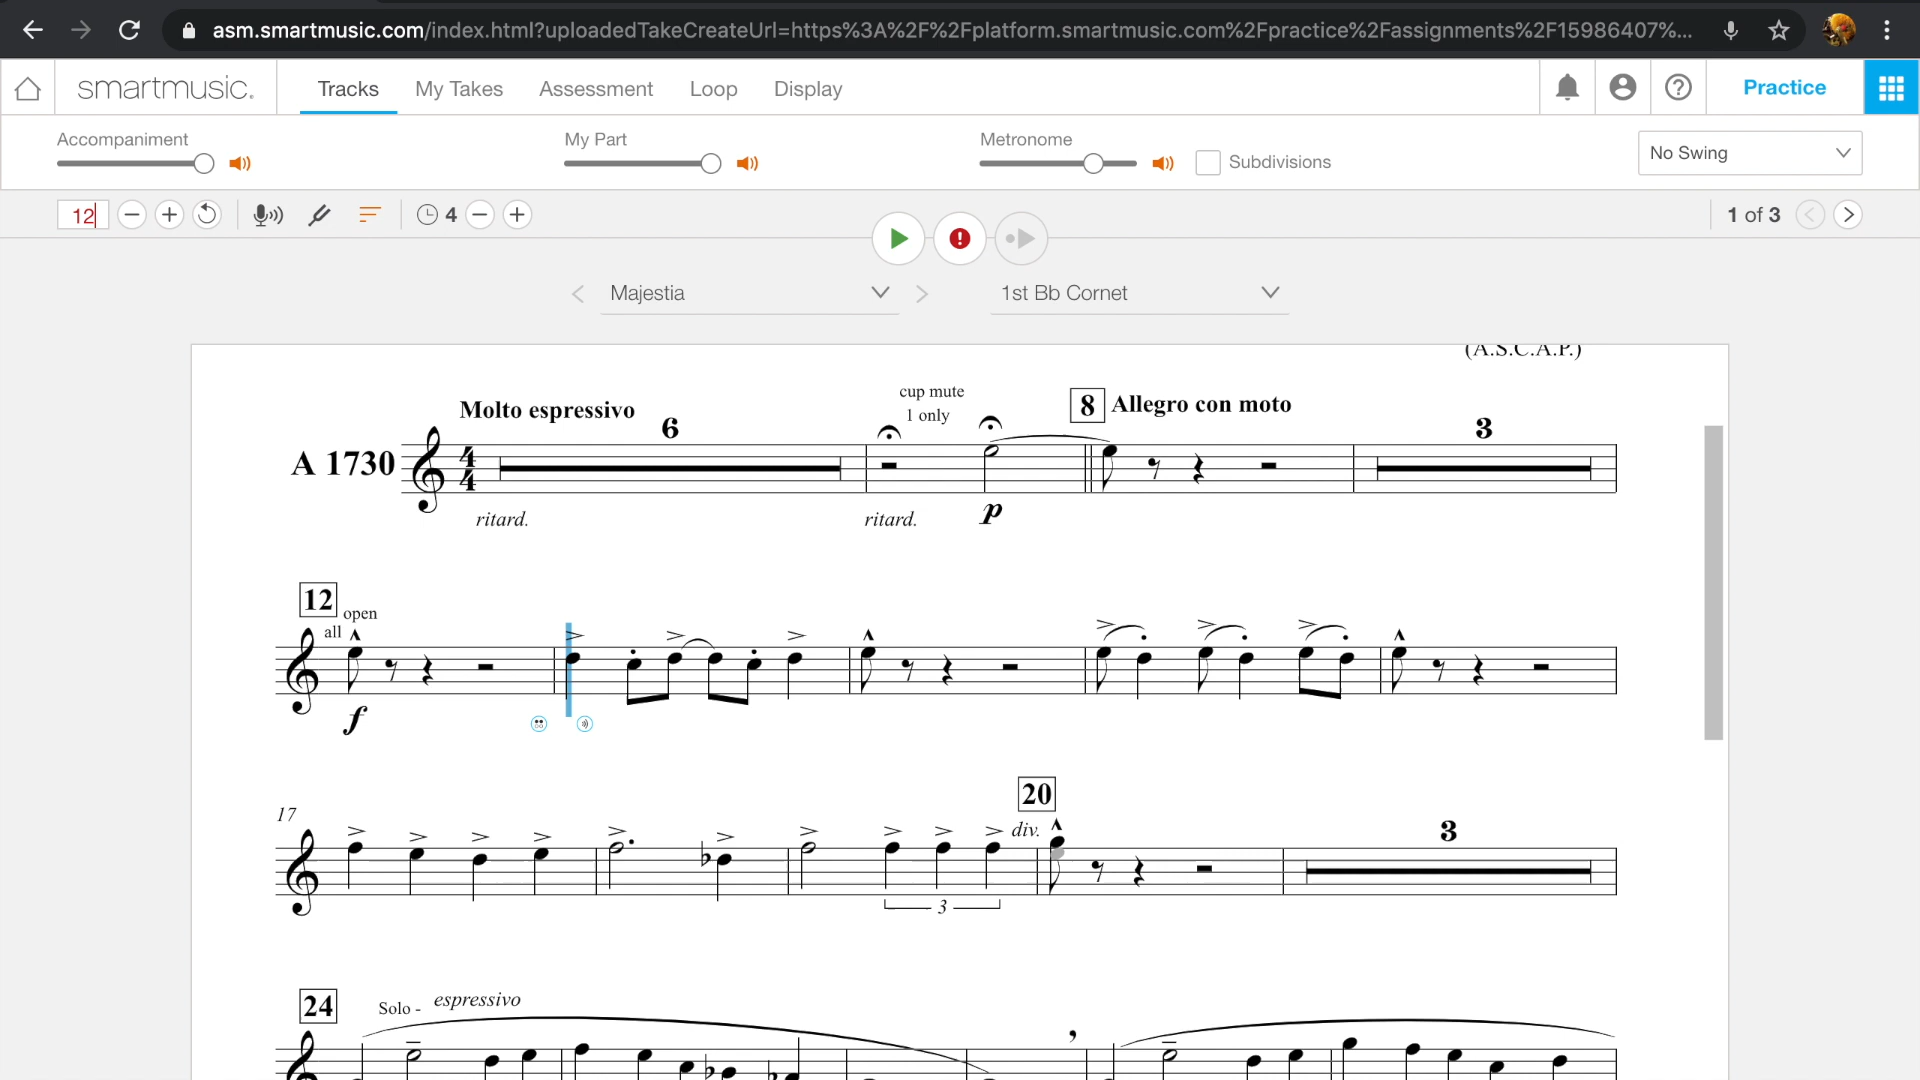 asm.smartmusic.com/index.html?uploadedTakeCreateUrl=https%3A%2F%2Fplatform.smartmusic.com%2Fpractice%2Fassignments%2F15986407%...
smartmusic. Tracks My Takes Assessment Loop Display Practice
Accompaniment My Part Metronome
Subdivisions
No Swing
12 4 1 of 3
Majestia 1st Bb Cornet
(A.S.C.A.P.)
cup mute
1 only
Molto espressivo 8 Allegro con moto
6 3
A 1730 4 4
ritard. ritard. p
12 open
all
f
17 20
div. 3
3
24 Solo - espressivo